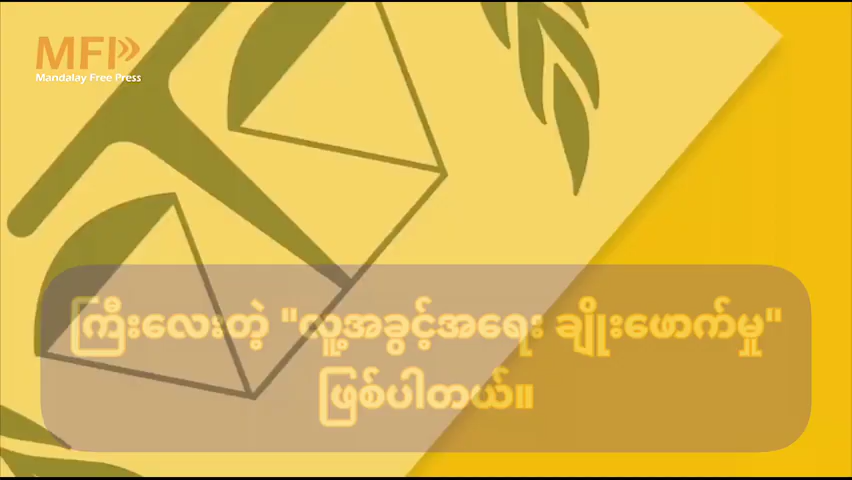 MFP
Mandalay Free Press
ကြီးလေးတဲ့ "လူ့အခွင့်အရေး ချိုးဖောက်မှု"
ဖြစ်ပါတယ်။